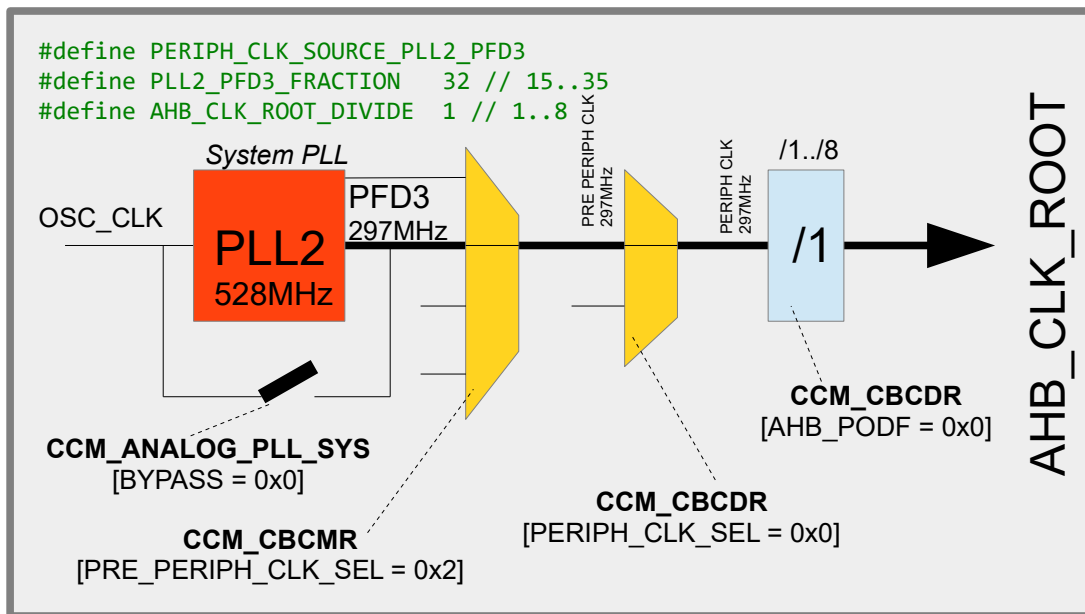 #define PERIPH_CLK_SOURCE_PLL2_PFD3
#define PLL2_PFD3_FRACTION 32 // 15..35
#define AHB_CLK_ROOT_DIVIDE 1 // 1..8
System PLL
OSC_CLK
PLL2
528MHz
PFD3
297MHz
PRE PERIPH CLK
297MHz
PERIPH CLK
297MHz
/1../8
/1
AHB_CLK_ROOT
CCM_ANALOG_PLL_SYS
[BYPASS = 0x0]
CCM_CBCMR
[PRE_PERIPH_CLK_SEL = 0x2]
CCM_CBCDR
[PERIPH_CLK_SEL = 0x0]
CCM_CBCDR
[AHB_PODF = 0x0]